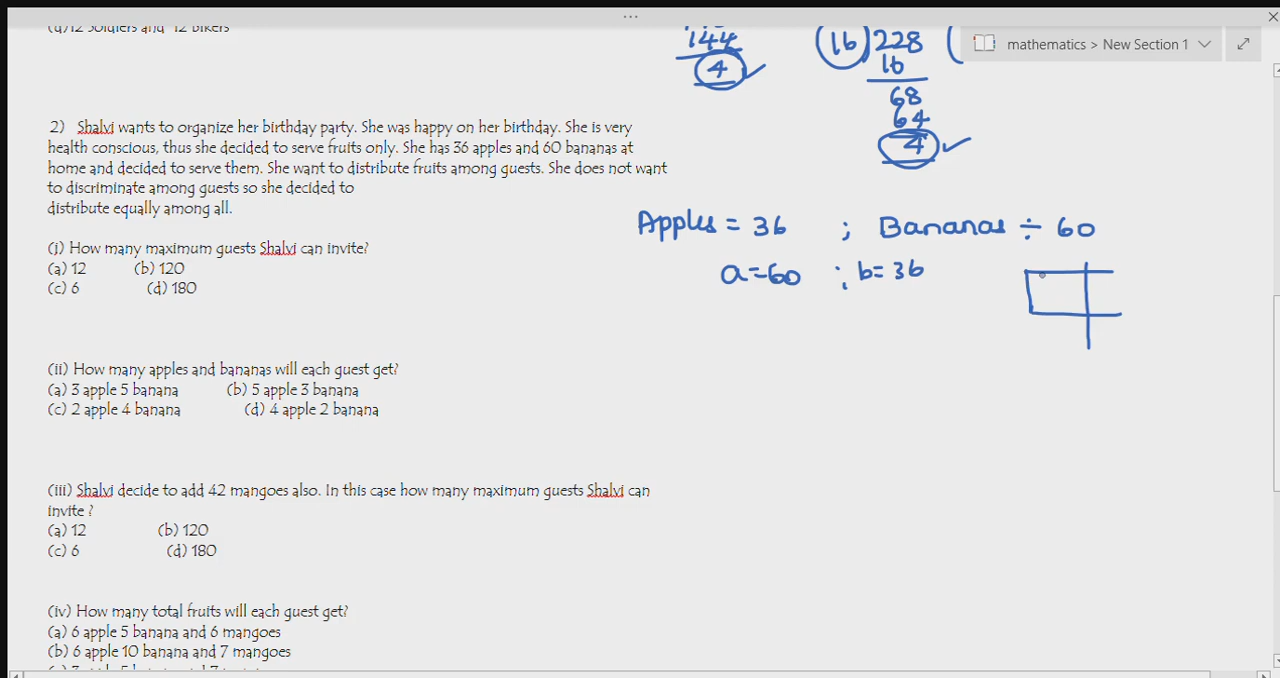 (d)12 Soldiers and 12 bikers
144
4
16)228
16
68
64
4
mathematics > New Section 1
2) Shalvi wants to organize her birthday party. She was happy on her birthday. She is very
health conscious, thus she decided to serve fruits only. She has 36 apples and 60 bananas at
home and decided to serve them. She want to distribute fruits among guests. She does not want
to discriminate among guests so she decided to
distribute equally among all.
Apples = 36 ; Bananas ÷ 60
a=60 ; b=36
(i) How many maximum guests Shalvi can invite?
(a) 12 (b) 120
(c) 6 (d) 180
(ii) How many apples and bananas will each guest get?
(a) 3 apple 5 banana (b) 5 apple 3 banana
(c) 2 apple 4 banana (d) 4 apple 2 banana
(iii) Shalvi decide to add 42 mangoes also. In this case how many maximum guests Shalvi can
invite ?
(a) 12 (b) 120
(c) 6 (d) 180
(iv) How many total fruits will each guest get?
(a) 6 apple 5 banana and 6 mangoes
(b) 6 apple 10 banana and 7 mangoes